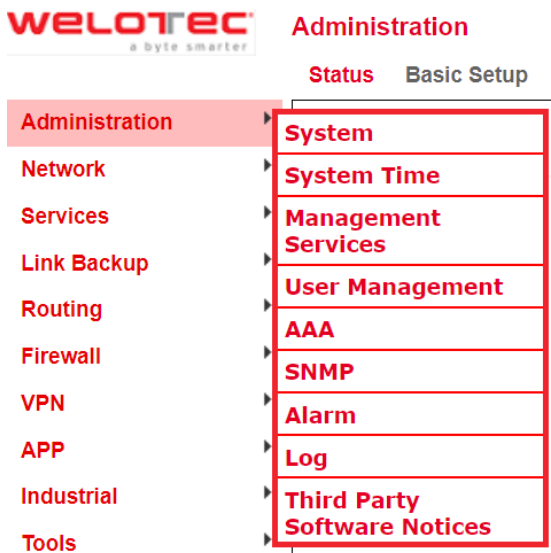 welotec
a byte smarter
Administration
Status Basic Setup
Administration
Network
Services
Link Backup
Routing
Firewall
VPN
APP
Industrial
Tools
System
System Time
Management
Services
User Management
AAA
SNMP
Alarm
Log
Third Party
Software Notices